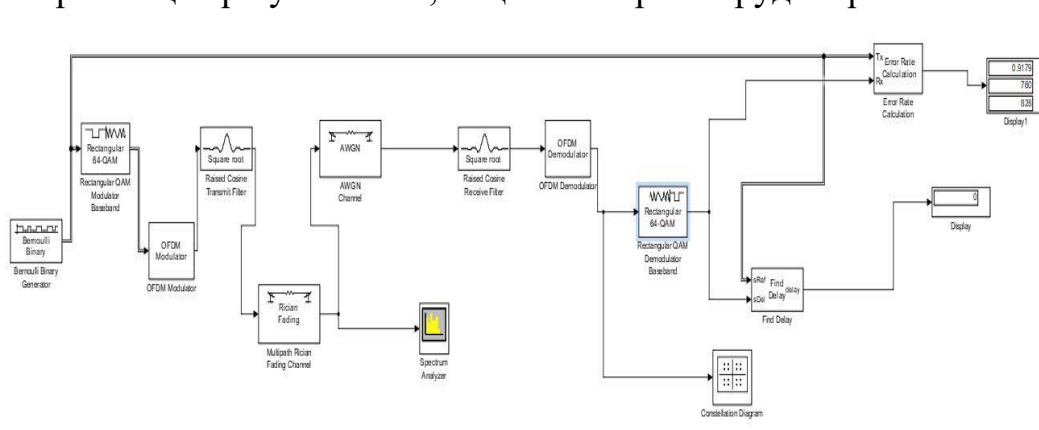 Tx
Rx
Error Rate
Calculation
Error Rate
Calculation
0.9179
760
828
Display1
Rectangular
64-QAM
Rectangular QAM
Modulator
Baseband
Square root
Raised Cosine
Transmit Filter
AWGN
AWGN
Channel
Square root
Raised Cosine
Receive Filter
OFDM
Demodulator
OFDM Demodulator
Rectangular
64-QAM
Rectangular QAM
Demodulator
Baseband
0
Display
Bernoulli
Binary
Bernoulli Binary
Generator
OFDM
Modulator
OFDM Modulator
Rician
Fading
Multipath Rician
Fading Channel
Spectrum
Analyzer
sRef
sDel
Find
Delay
delay
Find Delay
Constellation Diagram